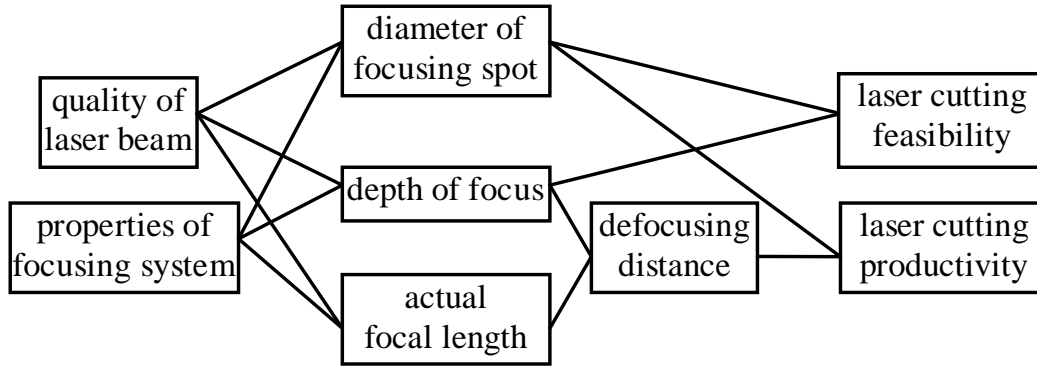 quality of
laser beam
properties of
focusing system
diameter of
focusing spot
depth of focus
actual
focal length
defocusing
distance
laser cutting
feasibility
laser cutting
productivity